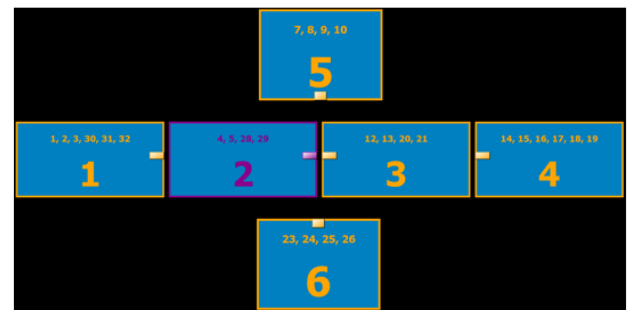 7, 8, 9, 10
5
1, 2, 3, 30, 31, 32
1
4, 5, 28, 29
2
12, 13, 20, 21
3
14, 15, 16, 17, 18, 19
4
23, 24, 25, 26
6